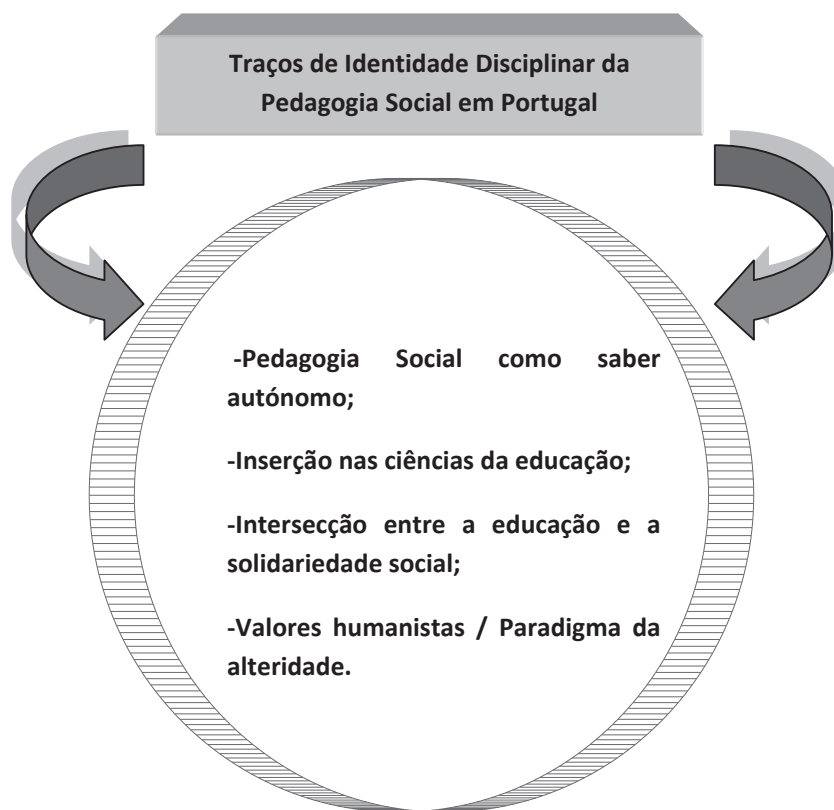 Traços de Identidade Disciplinar da
Pedagogia Social em Portugal
-Pedagogia Social como saber
autónomo;
-Inserção nas ciências da educação;
-Intersecção entre a educação e a
solidariedade social;
-Valores humanistas / Paradigma da
alteridade.